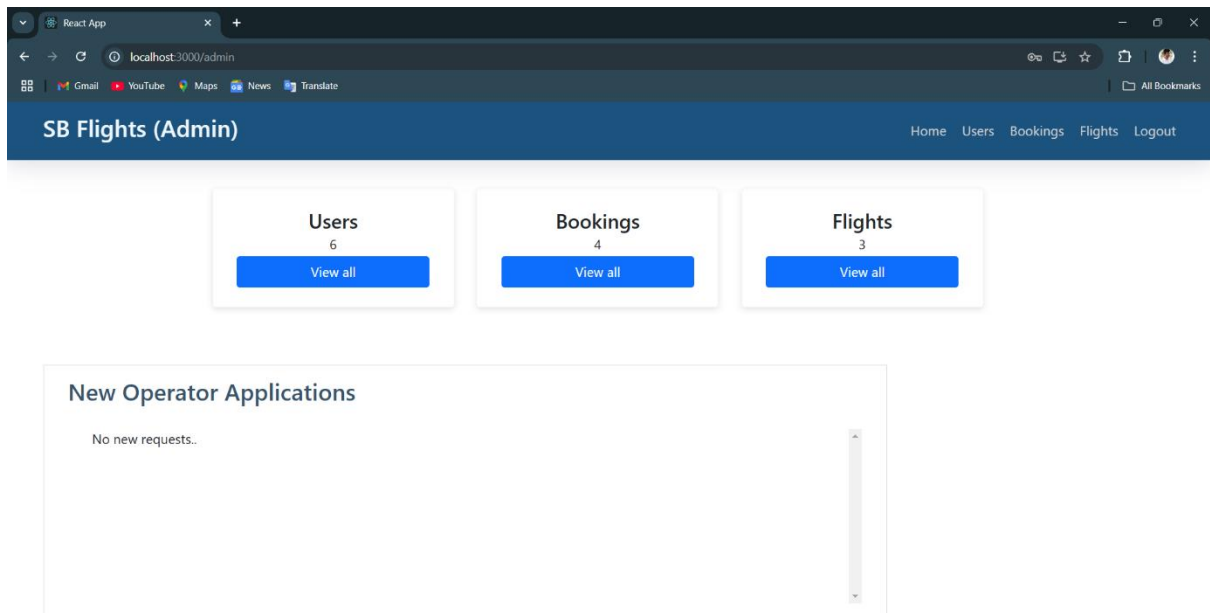 React App
localhost:3000/admin
Gmail YouTube Maps News Translate All Bookmarks
SB Flights (Admin) Home Users Bookings Flights Logout
Users Bookings Flights
6 4 3
View all View all View all
New Operator Applications
No new requests..